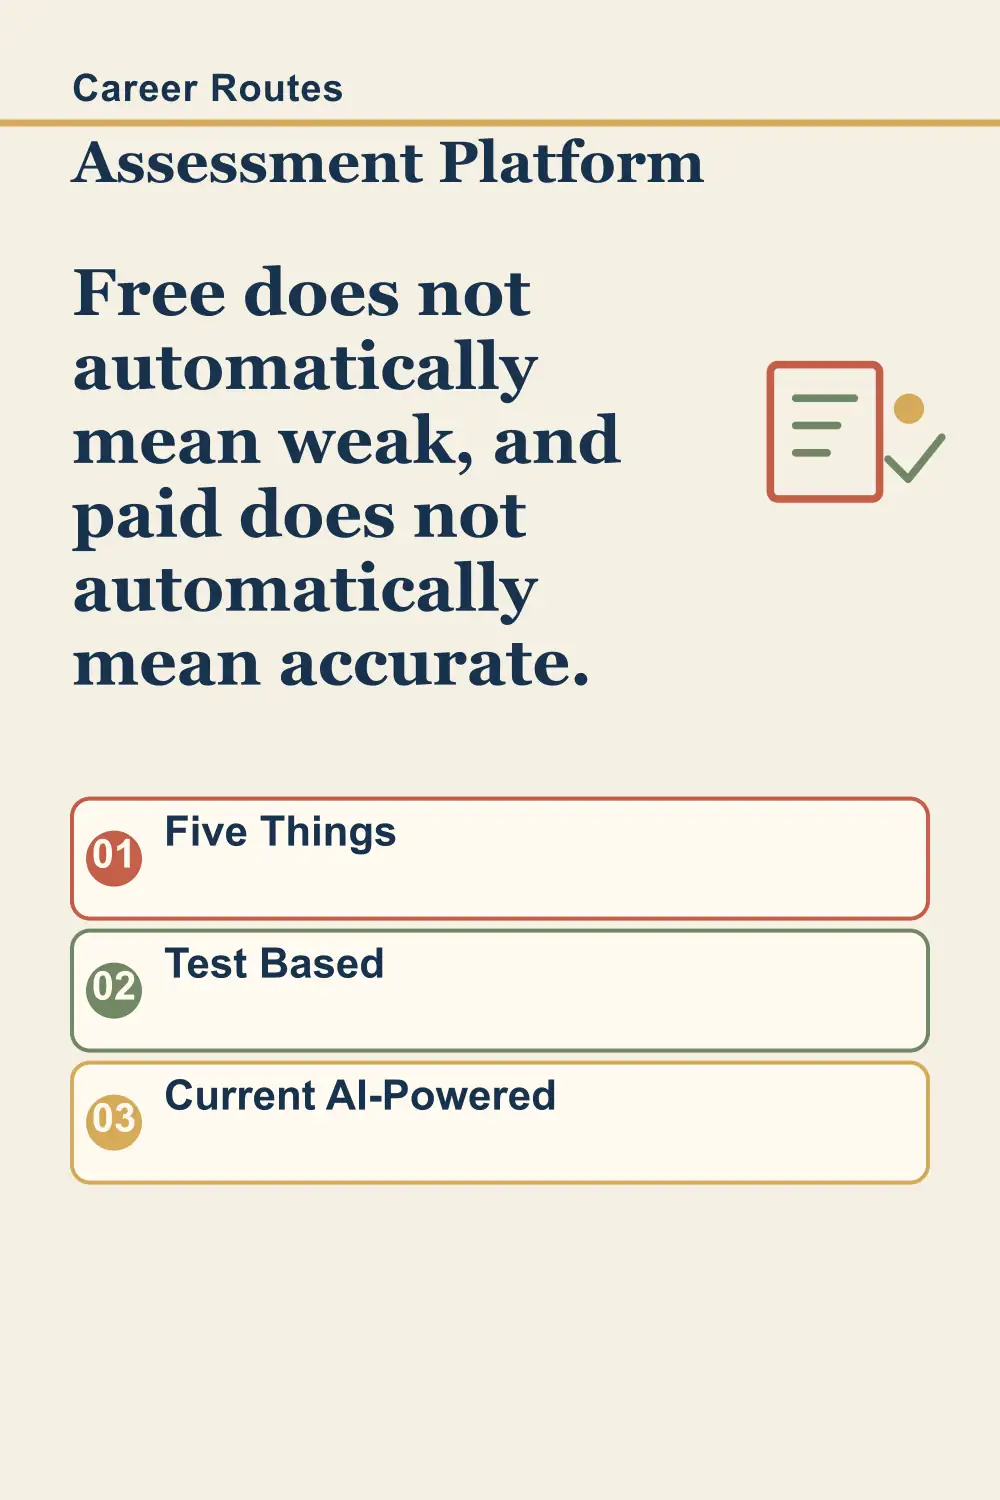 Career Routes
Assessment Platform
Free does not
automatically
mean weak, and
paid does not
automatically
mean accurate.
01 Five Things
02 Test Based
03 Current AI-Powered